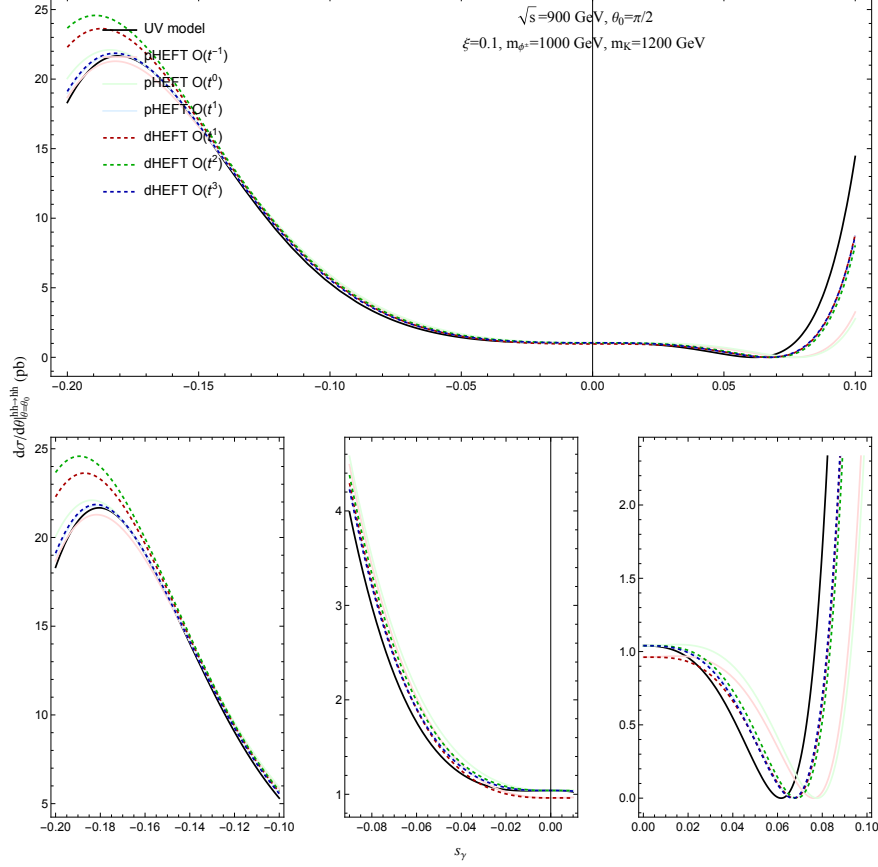 √s=900 GeV, θ₀=π/2
ξ=0.1, m_ϕ±=1000 GeV, m_K=1200 GeV
UV model
pHEFT O(t⁻¹)
pHEFT O(t⁰)
pHEFT O(t¹)
dHEFT O(t¹)
dHEFT O(t²)
dHEFT O(t³)
25
20
15
10
5
0
-0.20 -0.15 -0.10 -0.05 0.00 0.05 0.10
dσ/dθ|^{hh→hh}_{θ=θ₀} (pb)
25
20
15
10
5
-0.20 -0.18 -0.16 -0.14 -0.12 -0.10
4
3
2
1
-0.08 -0.06 -0.04 -0.02 0.00
2.0
1.5
1.0
0.5
0.0
0.00 0.02 0.04 0.06 0.08 0.10
s_γ